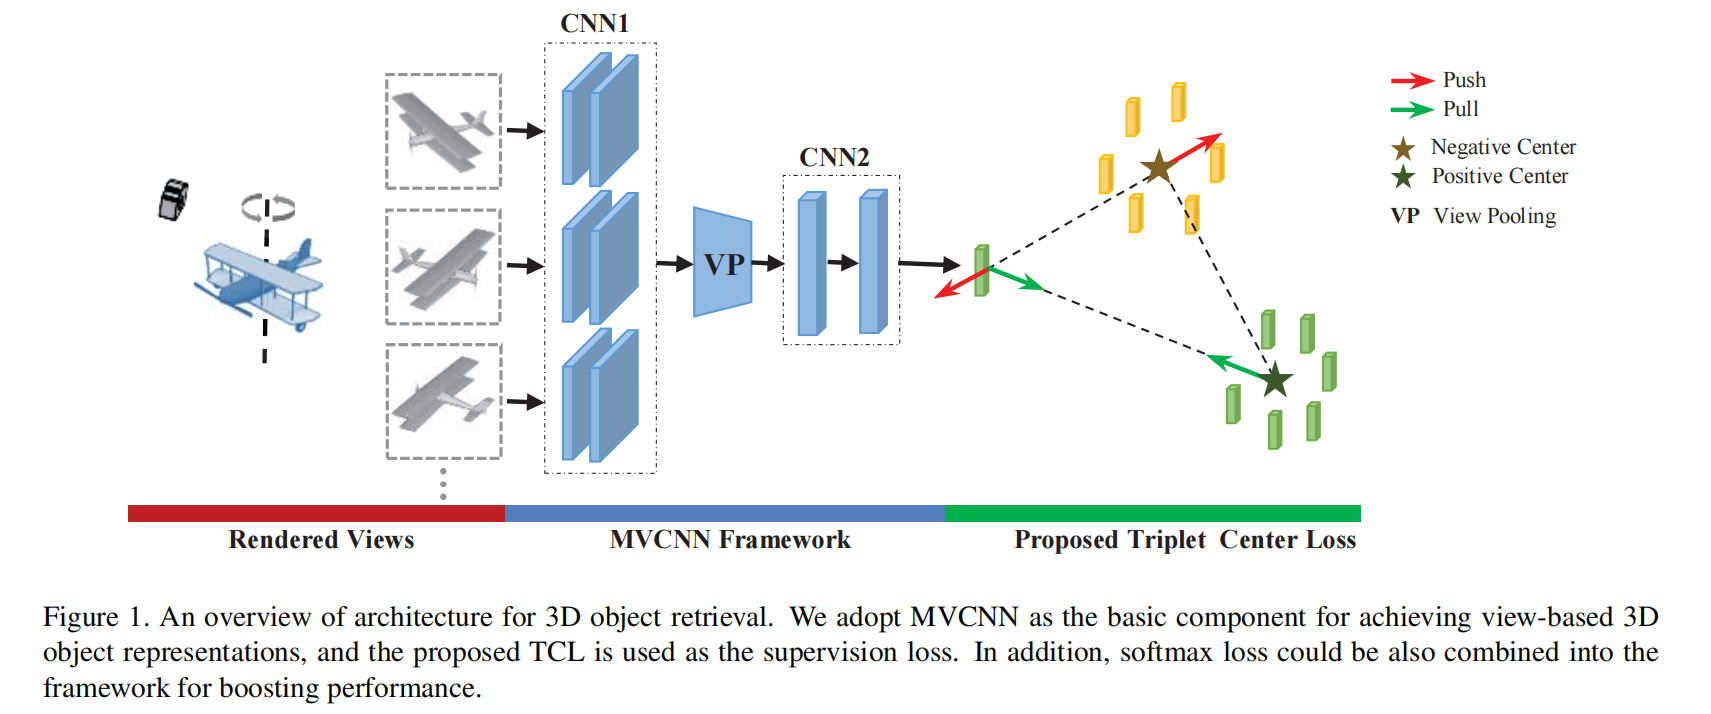 CNN1
CNN2
VP
Push
Pull
Negative Center
Positive Center
VP View Pooling
Rendered Views
MVCNN Framework
Proposed Triplet Center Loss
Figure 1. An overview of architecture for 3D object retrieval. We adopt MVCNN as the basic component for achieving view-based 3D
object representations, and the proposed TCL is used as the supervision loss. In addition, softmax loss could be also combined into the
framework for boosting performance.